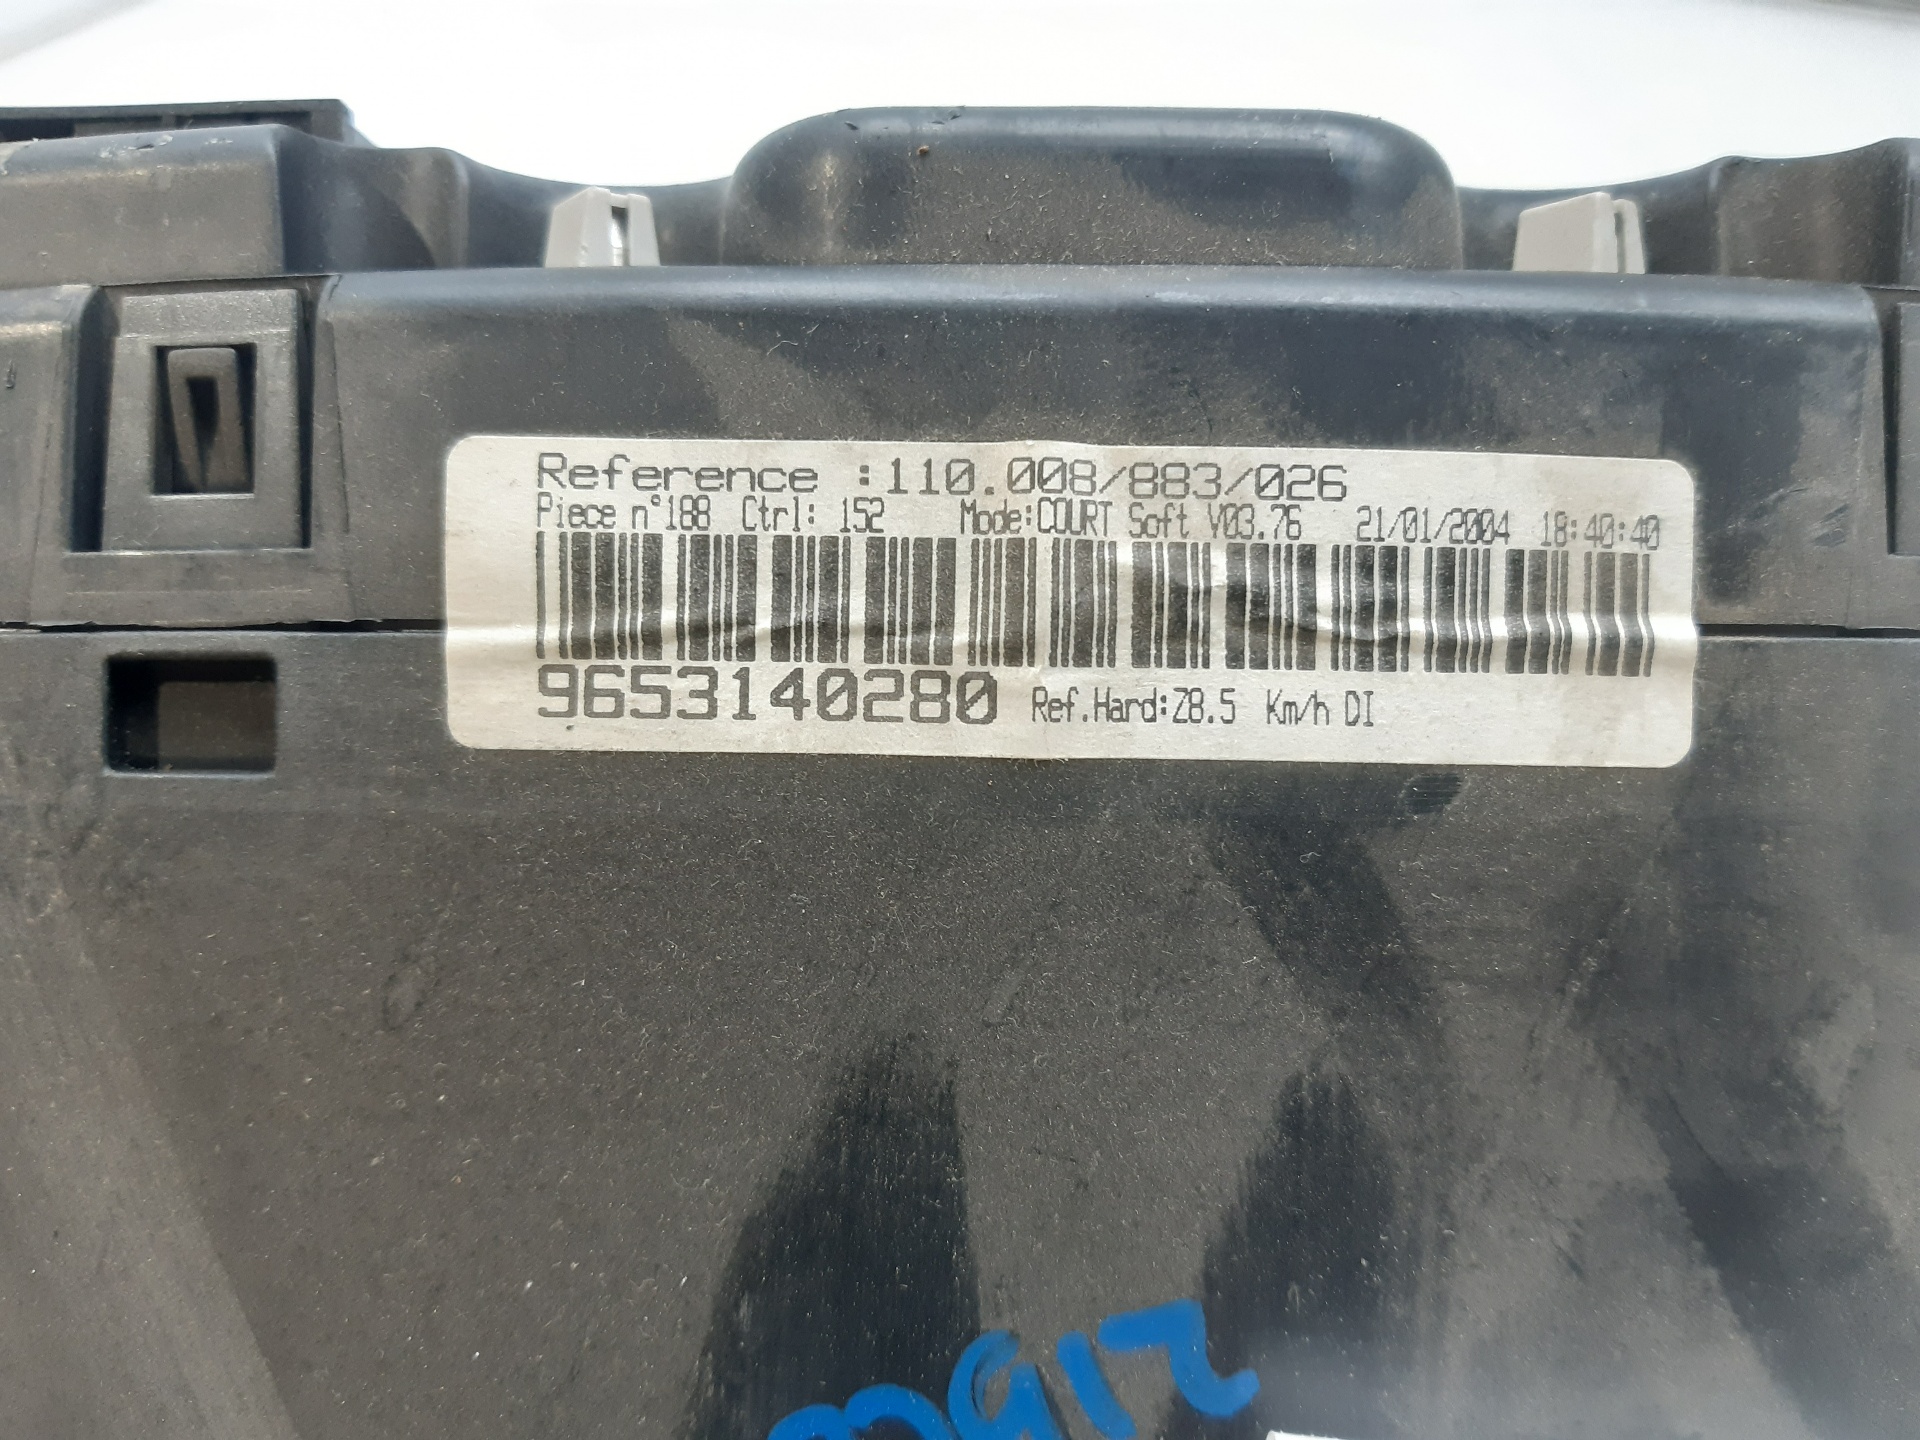 Reference :110.008/883/026
Piece n°188 Ctrl: 152 Mode:COURT Soft V03.76 21/01/2004 18:40:40
9653140280 Ref.Hard:Z8.5 Km/h DI